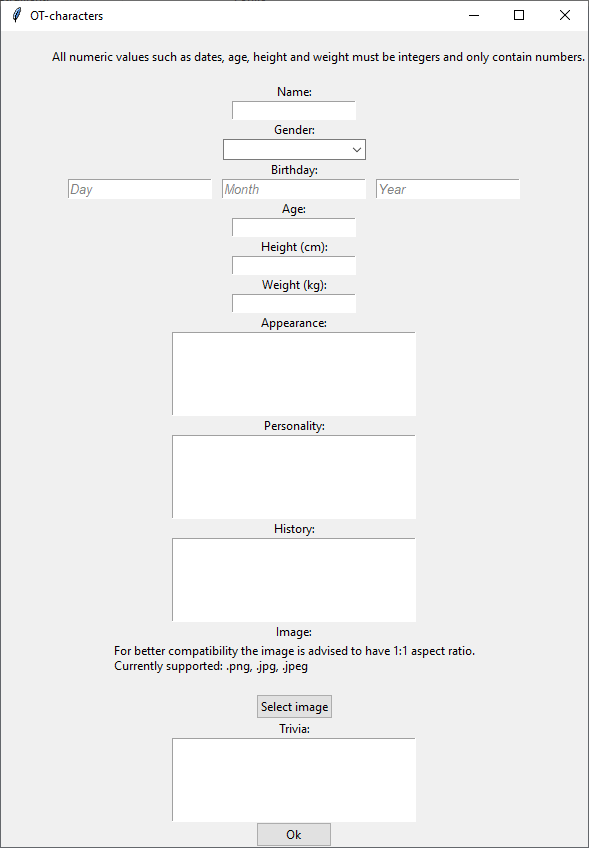 OT-characters
All numeric values such as dates, age, height and weight must be integers and only contain numbers.
Name:
Gender:
Birthday:
Day Month Year
Age:
Height (cm):
Weight (kg):
Appearance:
Personality:
History:
Image:
For better compatibility the image is advised to have 1:1 aspect ratio.
Currently supported: .png, .jpg, .jpeg
Select image
Trivia:
Ok